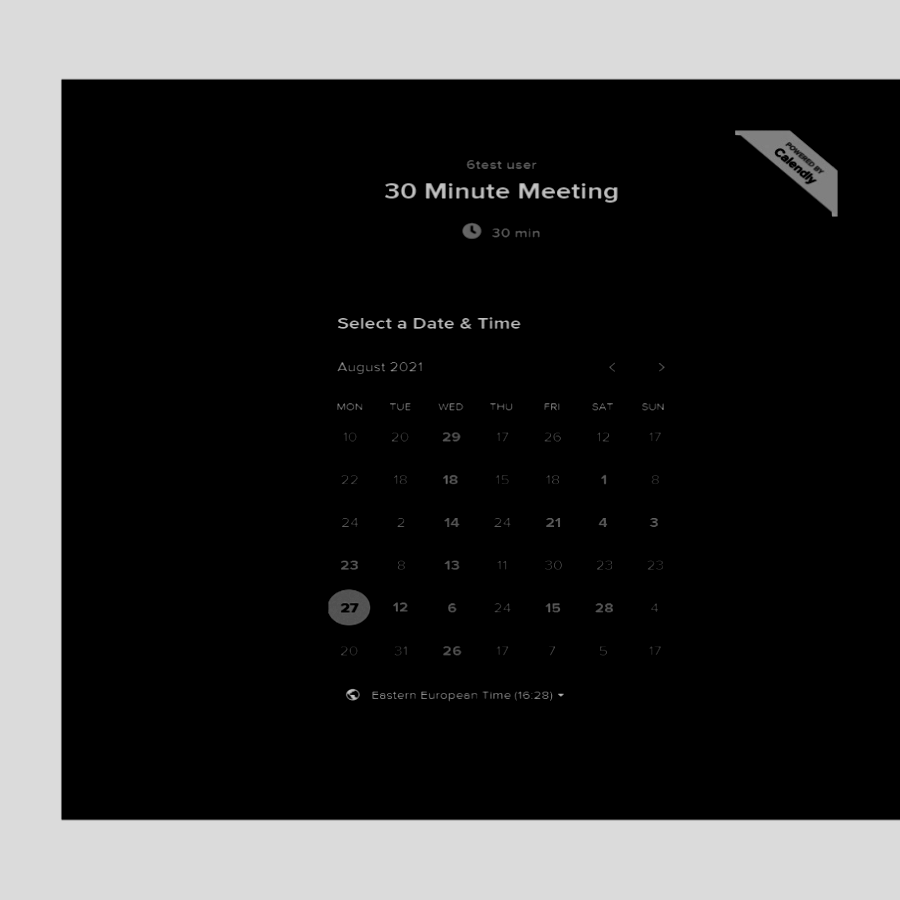 POWERED BY
Calendly
6test user
30 Minute Meeting
30 min
Select a Date & Time
August 2021
MON TUE WED THU FRI SAT SUN
10 20 29 17 26 12 17
22 18 18 15 18 1 8
24 2 14 24 21 4 3
23 8 13 11 30 23 23
27 12 6 24 15 28 4
20 31 26 17 7 5 17
Eastern European Time (16:28)